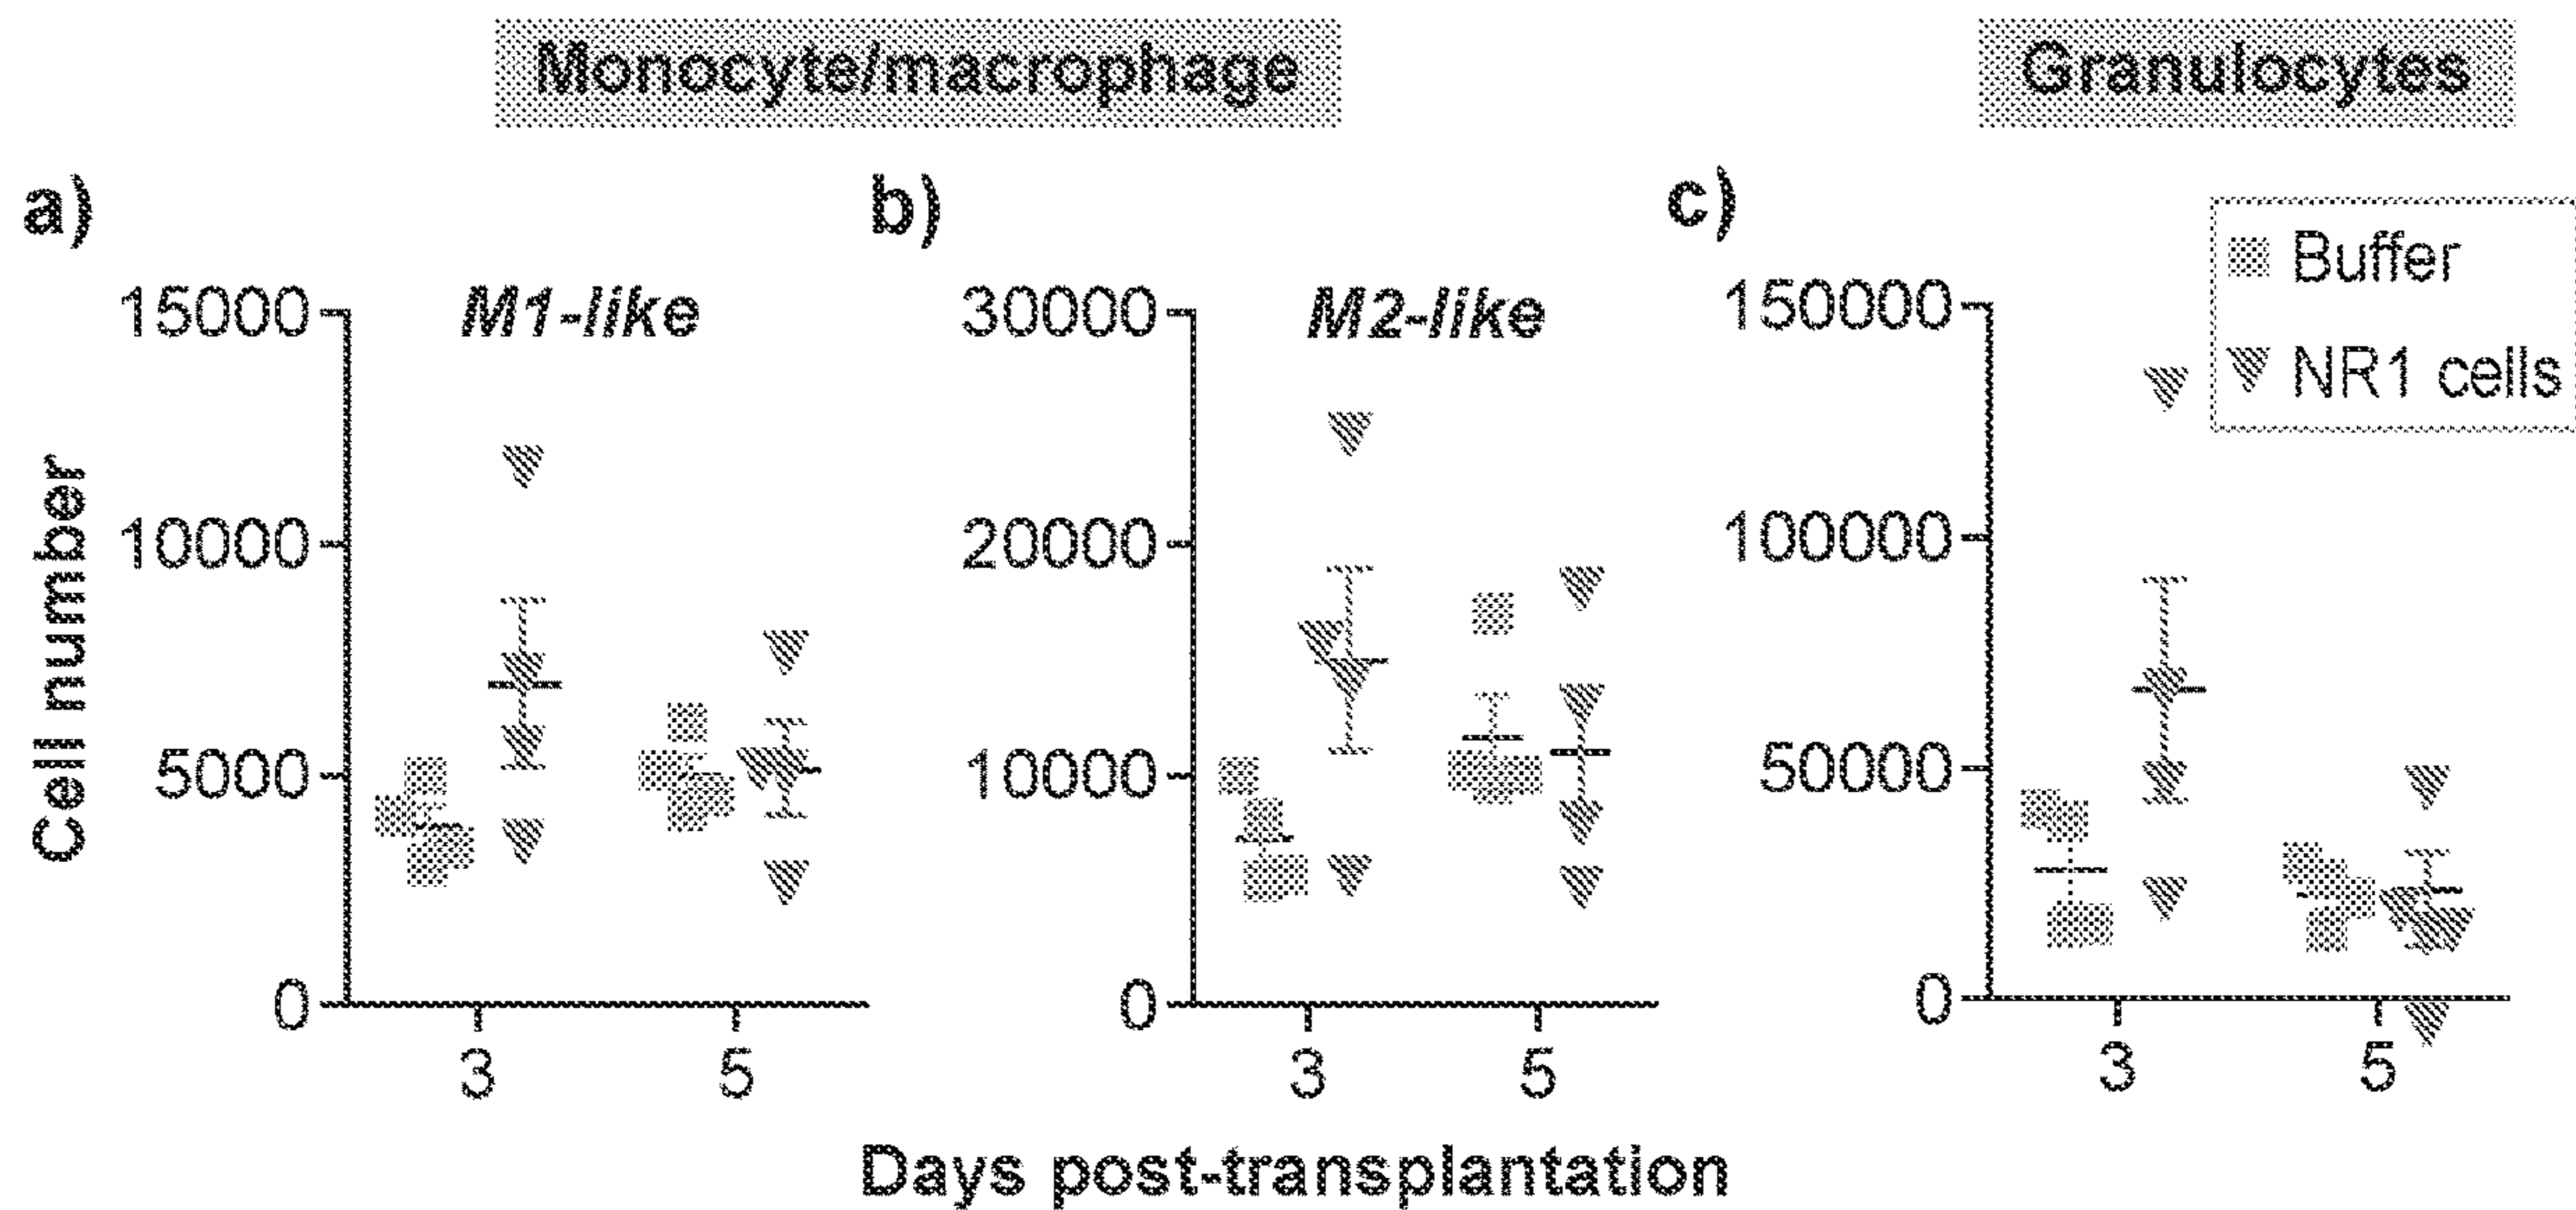 Monocyte/macrophage
Granulocytes
a)
b)
c)
Buffer
NR1 cells
M1-like
M2-like
15000
10000
5000
0
30000
20000
10000
0
150000
100000
50000
0
Cell number
3
5
3
5
3
5
Days post-transplantation